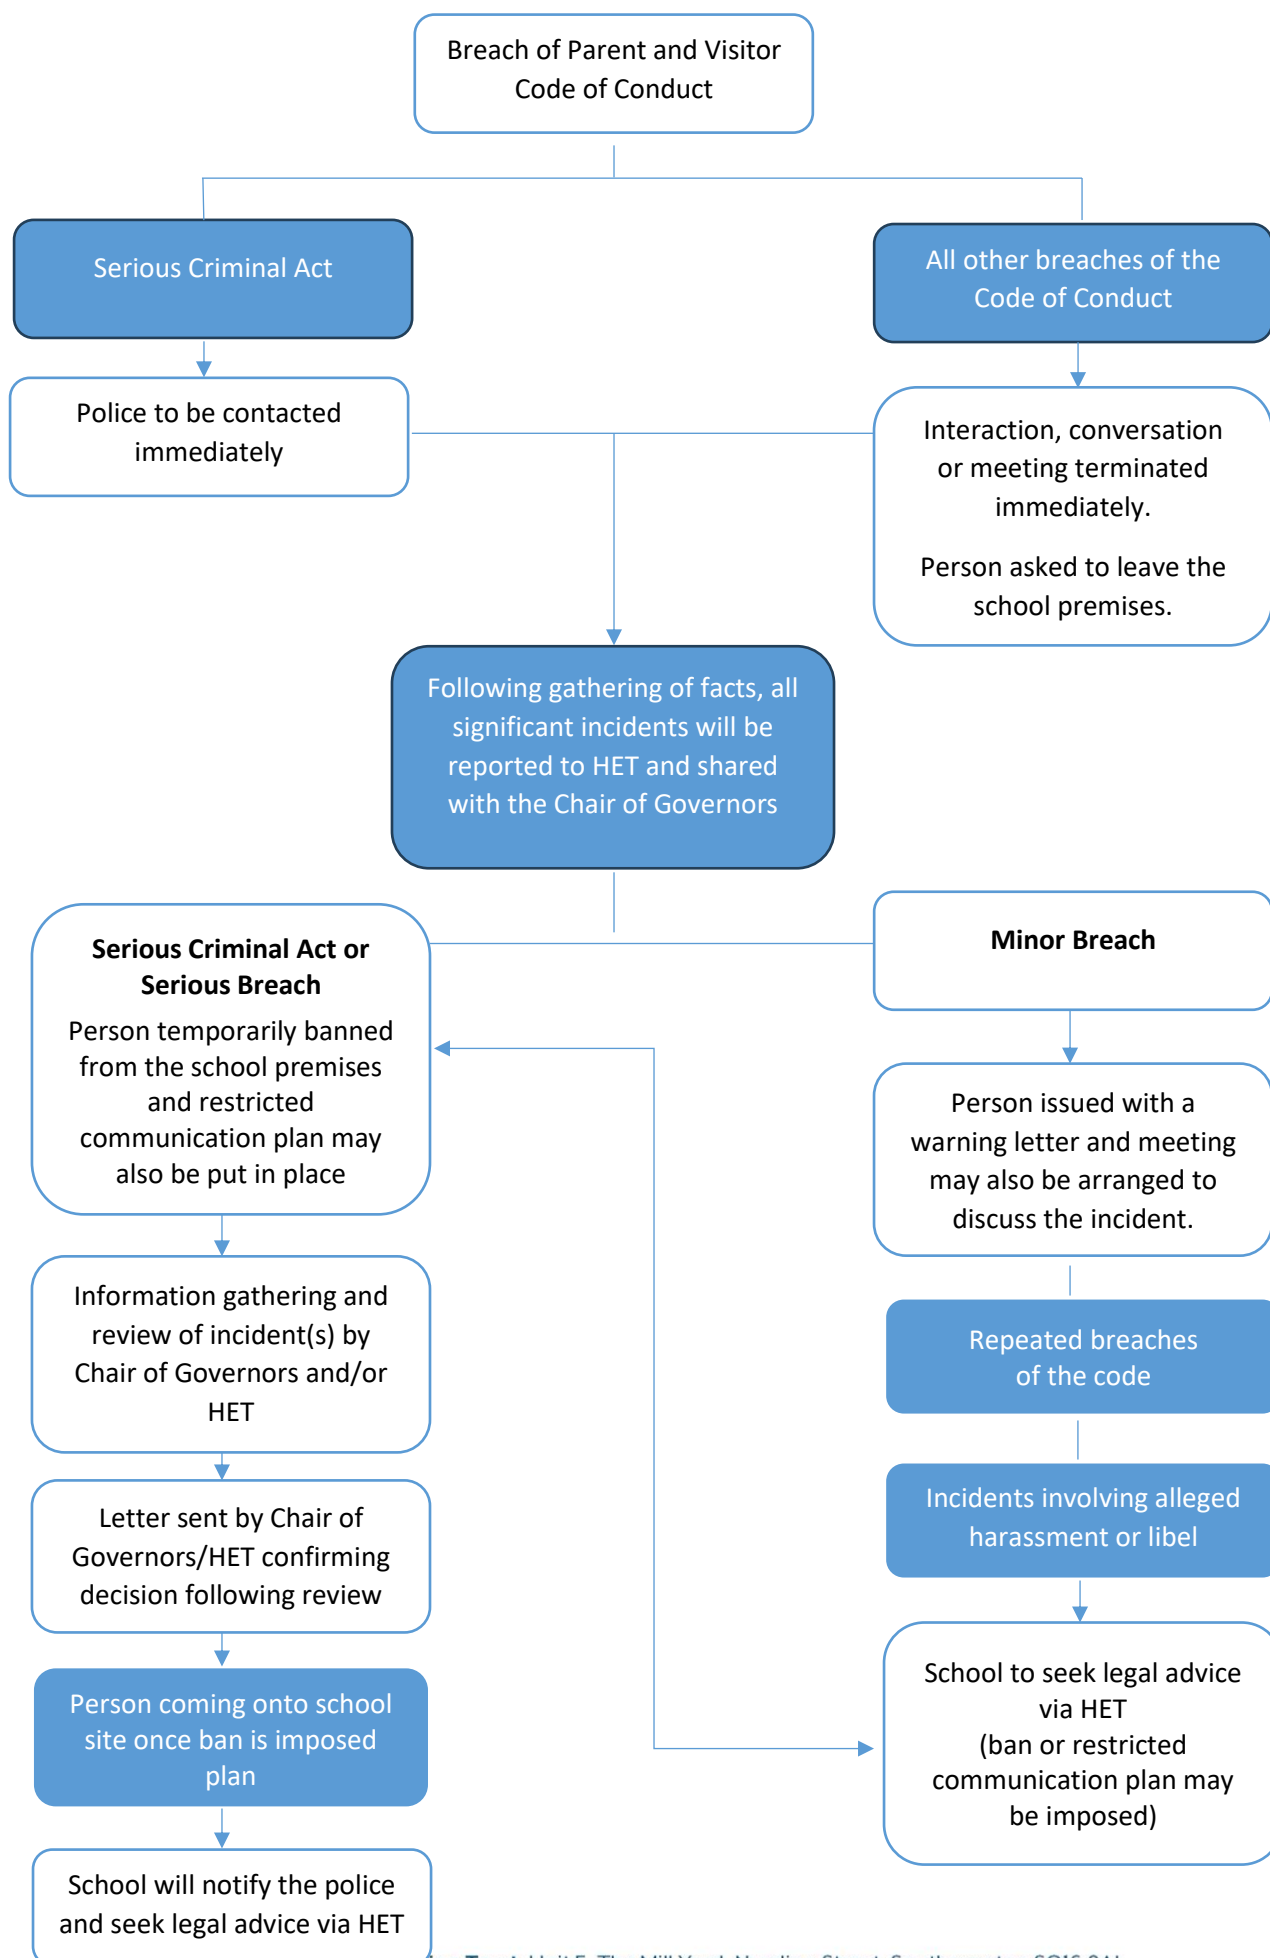 Breach of Parent and Visitor
Code of Conduct
Serious Criminal Act
All other breaches of the
Code of Conduct
Police to be contacted
immediately
Interaction, conversation
or meeting terminated
immediately.
Person asked to leave the
school premises.
Following gathering of facts, all
significant incidents will be
reported to HET and shared
with the Chair of Governors
Serious Criminal Act or
Serious Breach
Person temporarily banned
from the school premises
and restricted
communication plan may
also be put in place
Minor Breach
Person issued with a
warning letter and meeting
may also be arranged to
discuss the incident.
Information gathering and
review of incident(s) by
Chair of Governors and/or
HET
Repeated breaches
of the code
Letter sent by Chair of
Governors/HET confirming
decision following review
Incidents involving alleged
harassment or libel
Person coming onto school
site once ban is imposed
plan
School to seek legal advice
via HET
(ban or restricted
communication plan may
be imposed)
School will notify the police
and seek legal advice via HET